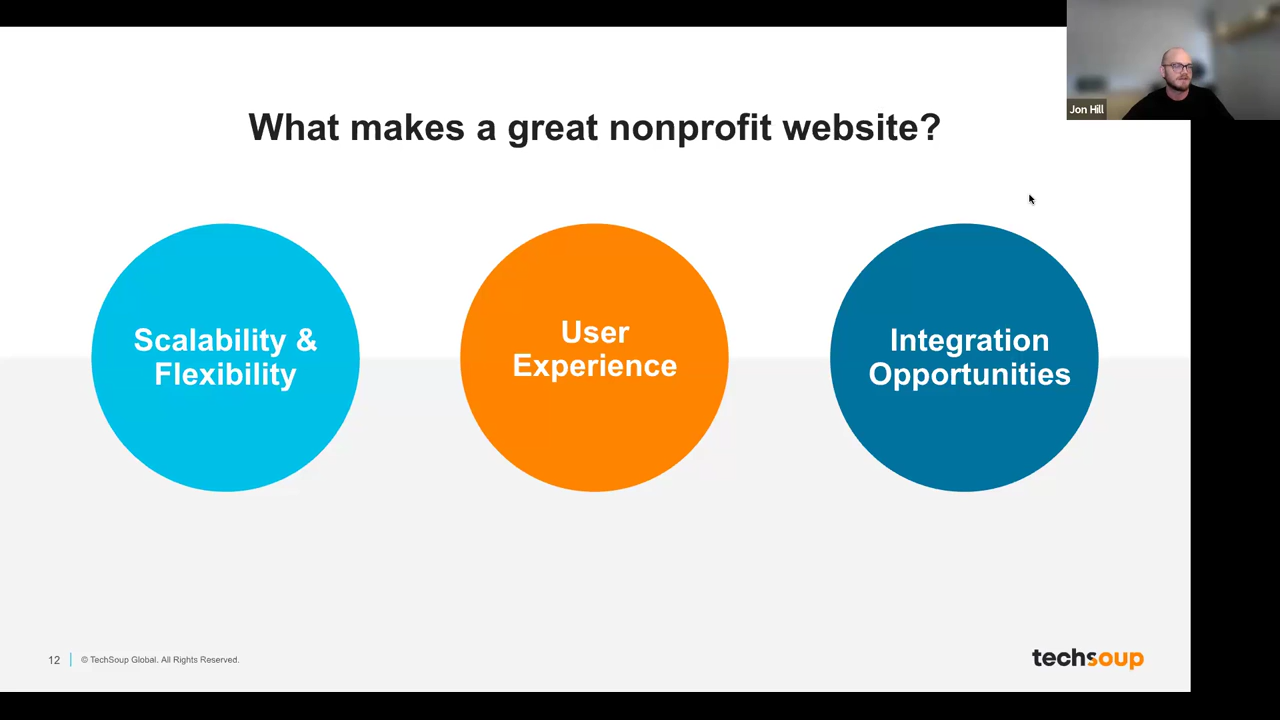 Jon Hill
What makes a great nonprofit website?
Scalability &
Flexibility
User
Experience
Integration
Opportunities
12
© TechSoup Global. All Rights Reserved.
techsoup